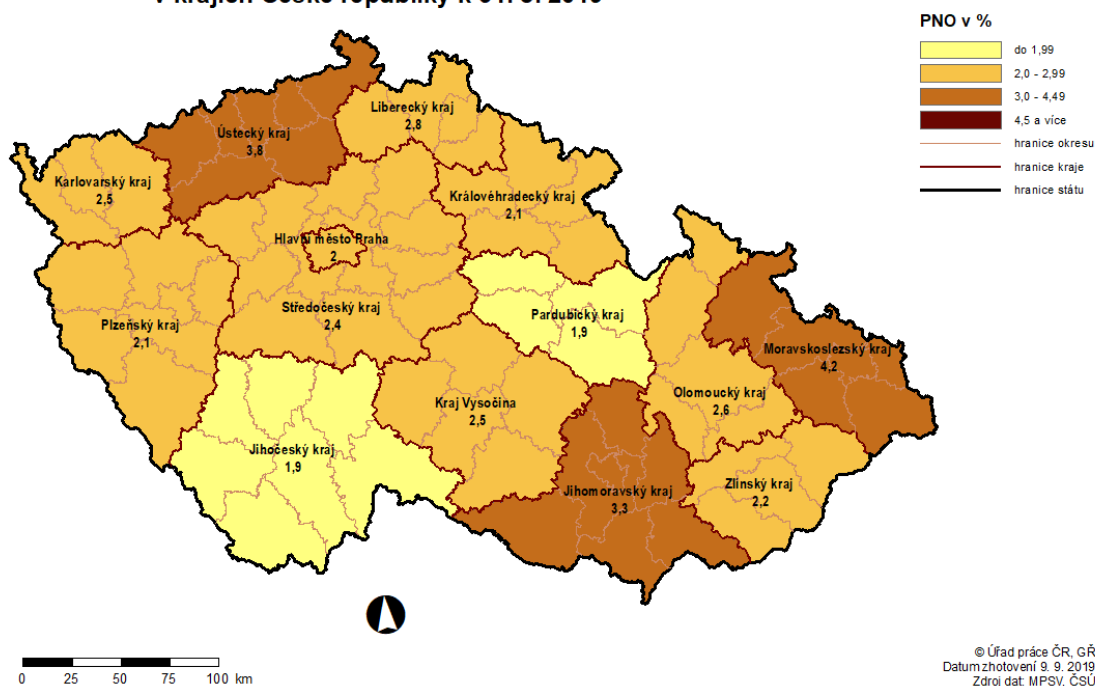 PNO v %
do 1,99
2,0 - 2,99
3,0 - 4,49
4,5 a více
hranice okresu
hranice kraje
hranice státu
Liberecký kraj
2,8
Ústecký kraj
3,8
Karlovarský kraj
2,5
Královéhradecký kraj
2,1
Hlavní město Praha
2
Středočeský kraj
2,4
Pardubický kraj
1,9
Plzeňský kraj
2,1
Moravskoslezský kraj
4,2
Olomoucký kraj
2,6
Kraj Vysočina
2,5
Jihočeský kraj
1,9
Jihomoravský kraj
3,3
Zlínský kraj
2,2
0 25 50 75 100 km
© Úřad práce ČR, GŘ
Datum zhotovení 9. 9. 2019
Zdroj dat: MPSV, ČSÚ